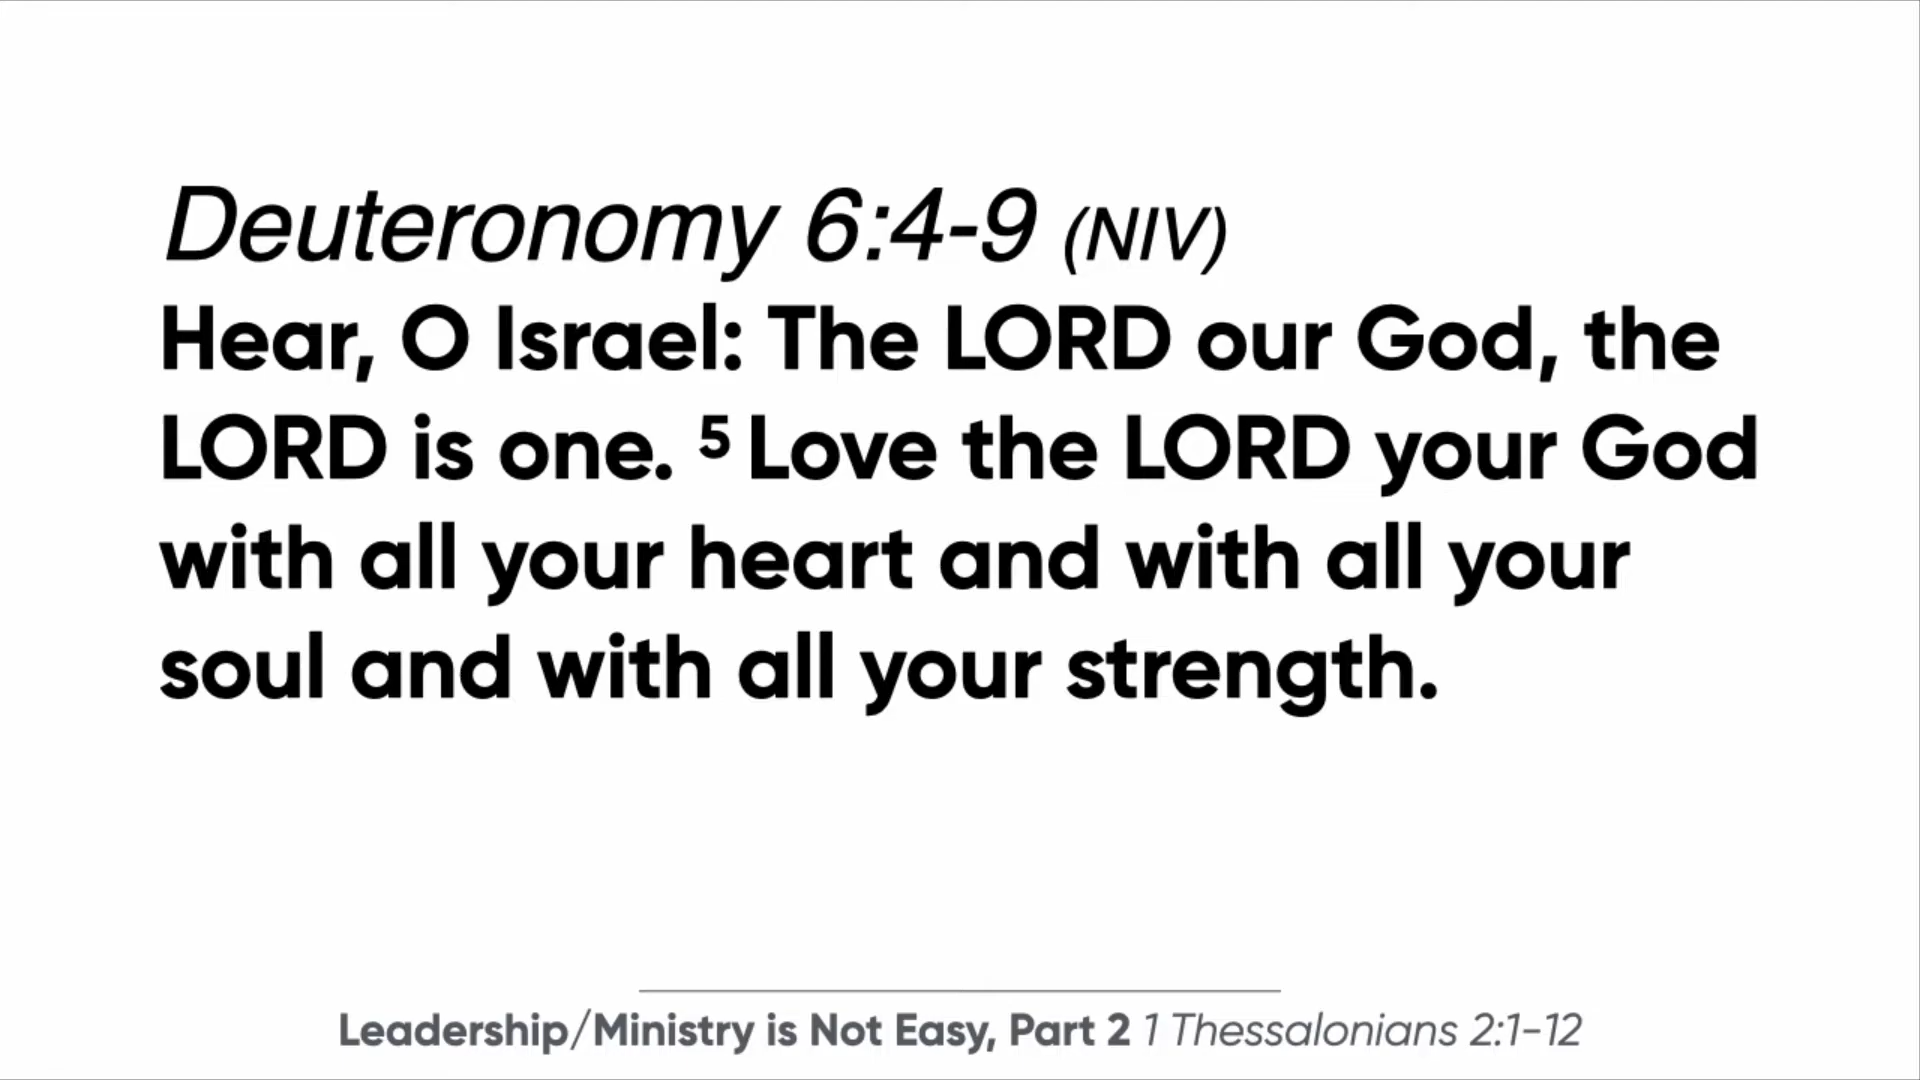 Deuteronomy 6:4-9 (NIV)
Hear, O Israel: The LORD our God, the
LORD is one. ⁵ Love the LORD your God
with all your heart and with all your
soul and with all your strength.
Leadership/Ministry is Not Easy, Part 2 1 Thessalonians 2:1–12